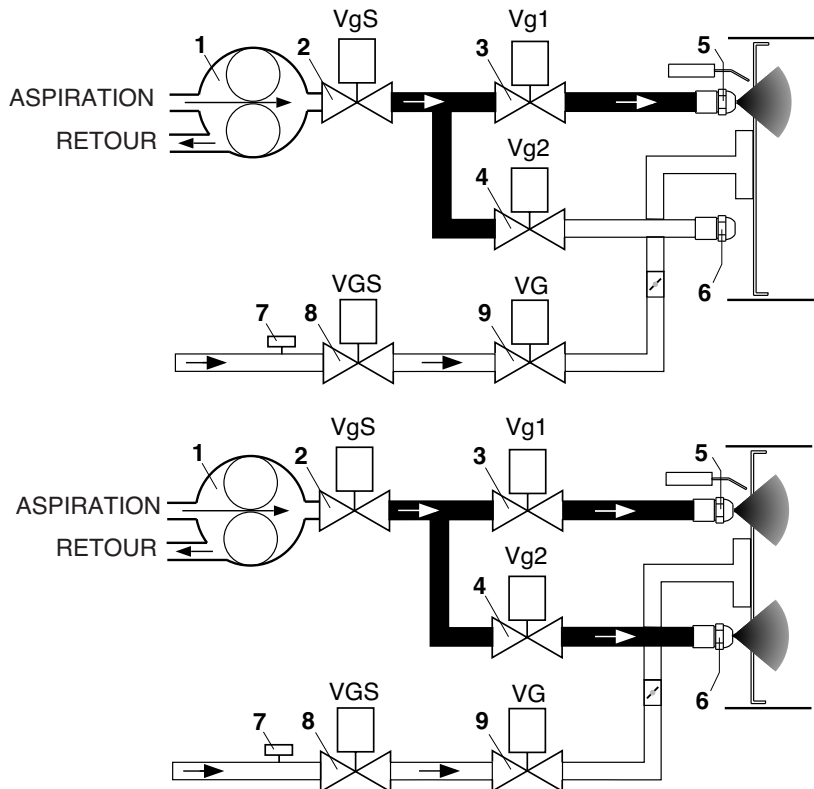 VgS Vg1
1 2 3 5
ASPIRATION
RETOUR
Vg2
4
6
VGS VG
7 8 9
VgS Vg1
1 2 3 5
ASPIRATION
RETOUR
Vg2
4
6
VGS VG
7 8 9